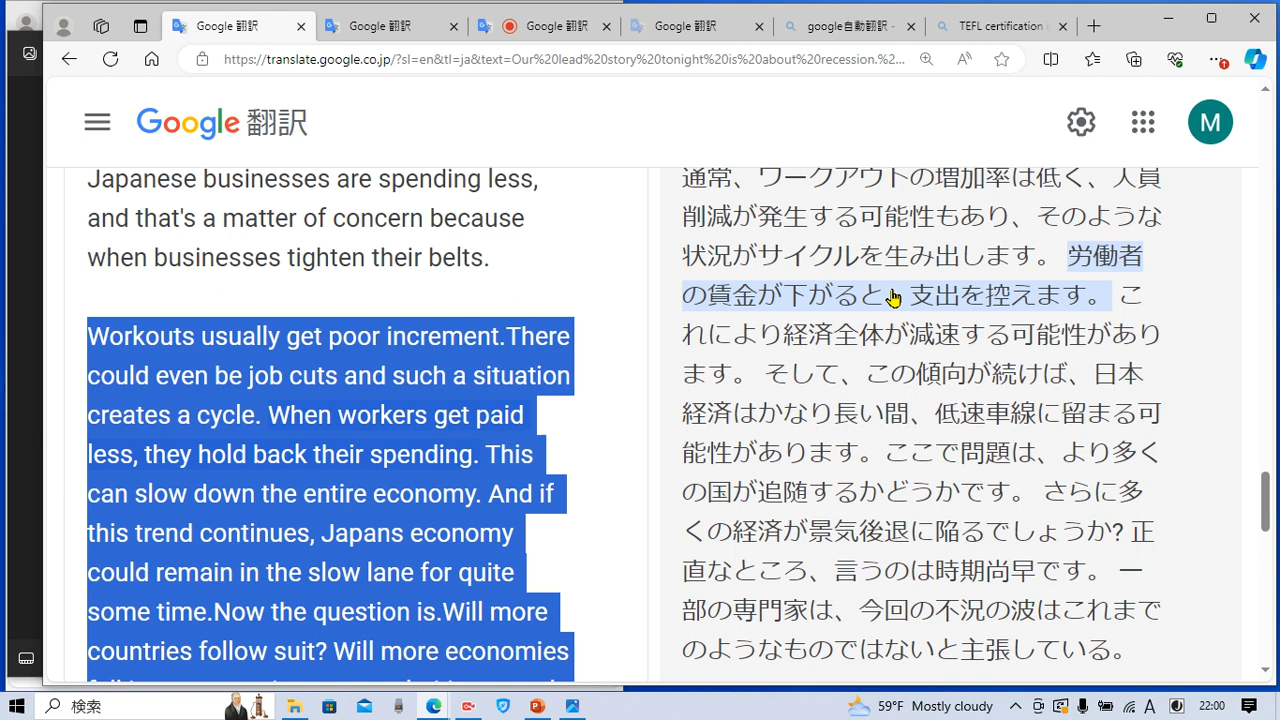 Google 翻訳
Google 翻訳
Google 翻訳
Google 翻訳
google自動翻訳 -
TEFL certification
https://translate.google.co.jp/?sl=en&tl=ja&text=Our%20lead%20story%20tonight%20is%20about%20recession.%2...
Google 翻訳
M
Japanese businesses are spending less,
and that's a matter of concern because
when businesses tighten their belts.
Workouts usually get poor increment.There
could even be job cuts and such a situation
creates a cycle. When workers get paid
less, they hold back their spending. This
can slow down the entire economy. And if
this trend continues, Japans economy
could remain in the slow lane for quite
some time.Now the question is.Will more
countries follow suit? Will more economies
通常、ワークアウトの増加率は低く、人員
削減が発生する可能性もあり、そのような
状況がサイクルを生み出します。 労働者
の賃金が下がると、支出を控えます。 こ
れにより経済全体が減速する可能性があり
ます。 そして、この傾向が続けば、日本
経済はかなり長い間、低速車線に留まる可
能性があります。ここで問題は、より多く
の国が追随するかどうかです。 さらに多
くの経済が景気後退に陥るでしょうか? 正
直なところ、言うのは時期尚早です。 一
部の専門家は、今回の不況の波はこれまで
のようなものではないと主張している。
検索
59°F Mostly cloudy
A
22:00